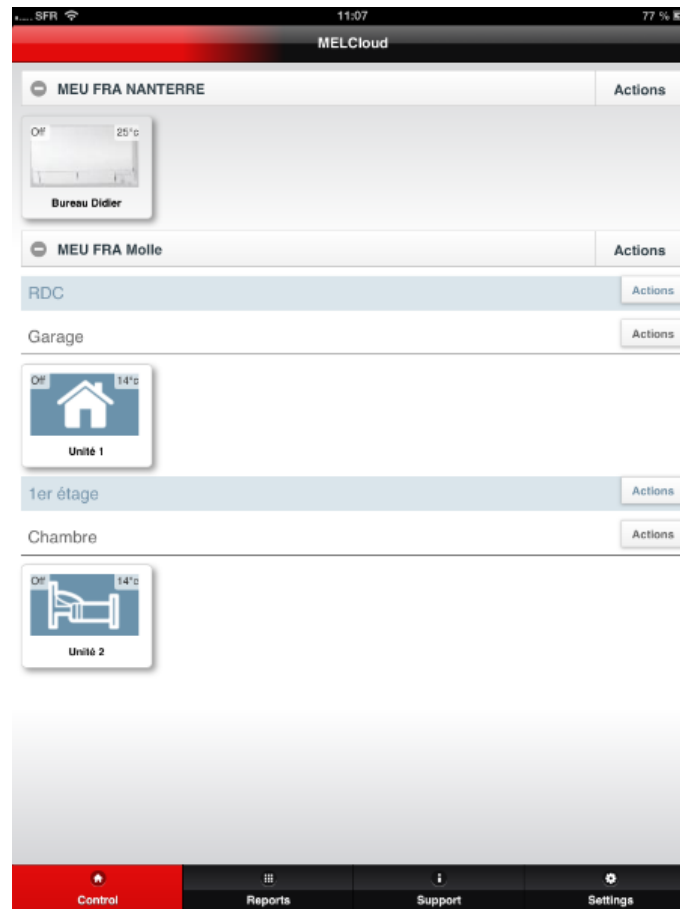 SFR 11:07 77 %
MELCloud
MEU FRA NANTERRE Actions
Off 25°c
Bureau Didier
MEU FRA Molle Actions
RDC Actions
Garage Actions
Off 14°c
Unité 1
1er étage Actions
Chambre Actions
Off 14°c
Unité 2
Control Reports Support Settings